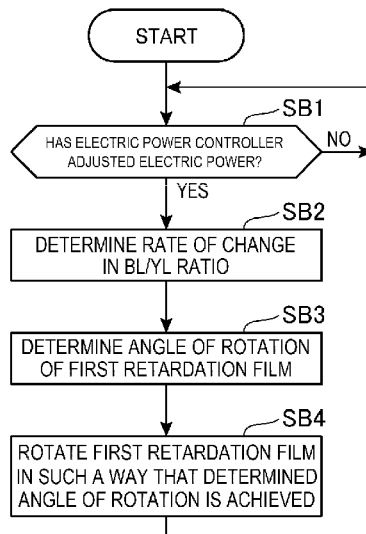 START
SB1
HAS ELECTRIC POWER CONTROLLER
ADJUSTED ELECTRIC POWER?
NO
YES
SB2
DETERMINE RATE OF CHANGE
IN BL/YL RATIO
SB3
DETERMINE ANGLE OF ROTATION
OF FIRST RETARDATION FILM
SB4
ROTATE FIRST RETARDATION FILM
IN SUCH A WAY THAT DETERMINED
ANGLE OF ROTATION IS ACHIEVED